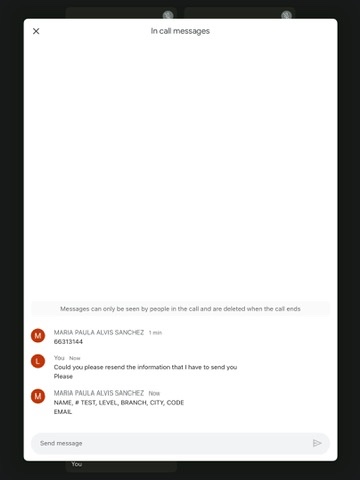 In call messages
Messages can only be seen by people in the call and are deleted when the call ends
M
MARIA PAULA ALVIS SANCHEZ 1 min
66313144
L
You Now
Could you please resend the information that I have to send you
Please
M
MARIA PAULA ALVIS SANCHEZ Now
NAME, # TEST, LEVEL, BRANCH, CITY, CODE
EMAIL
Send message
You